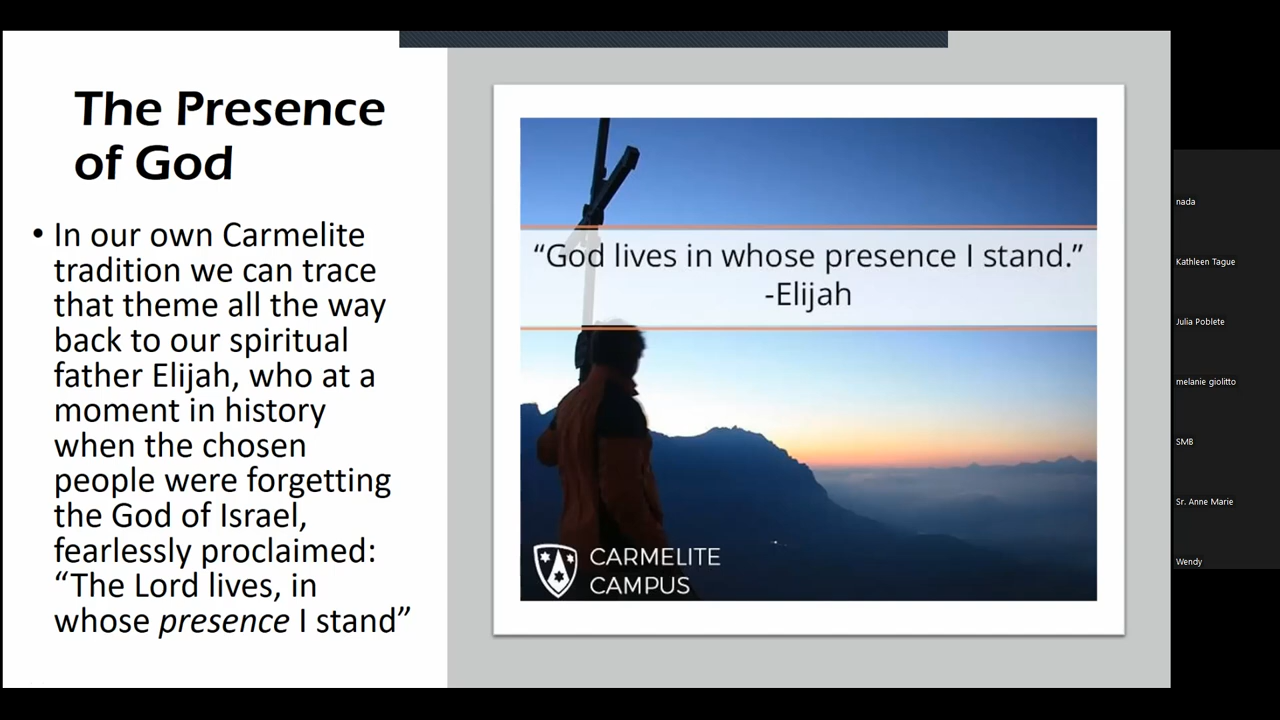 The Presence
of God
• In our own Carmelite
tradition we can trace
that theme all the way
back to our spiritual
father Elijah, who at a
moment in history
when the chosen
people were forgetting
the God of Israel,
fearlessly proclaimed:
“The Lord lives, in
whose presence I stand”
“God lives in whose presence I stand.”
-Elijah
CARMELITE
CAMPUS
nada
Kathleen Tague
Julia Poblete
melanie giolitto
SMB
Sr. Anne Marie
Wendy